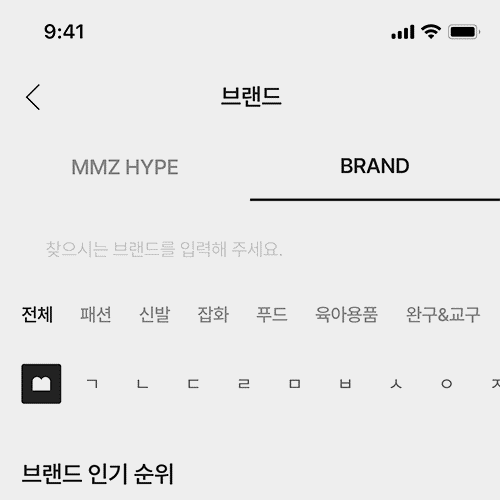 9:41
브랜드
MMZ HYPE BRAND
찾으시는 브랜드를 입력해 주세요.
전체 패션 신발 잡화 푸드 육아용품 완구&교구
ㄱ ㄴ ㄷ ㄹ ㅁ ㅂ ㅅ ㅇ ㅈ
브랜드 인기 순위